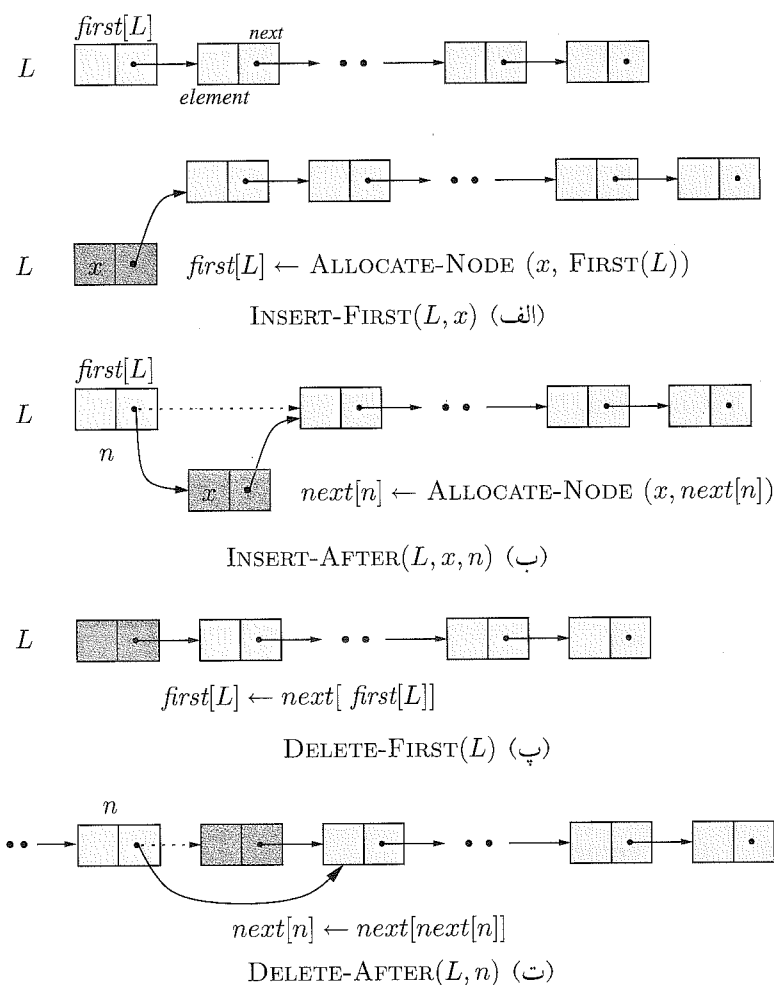 first[L]
L
next
element
L
x
first[L] ← ALLOCATE-NODE (x, FIRST(L))
INSERT-FIRST(L, x) (الف)
first[L]
L
n
x
next[n] ← ALLOCATE-NODE (x, next[n])
INSERT-AFTER(L, x, n) (ب)
L
first[L] ← next[ first[L]]
DELETE-FIRST(L) (پ)
n
next[n] ← next[next[n]]
DELETE-AFTER(L, n) (ت)